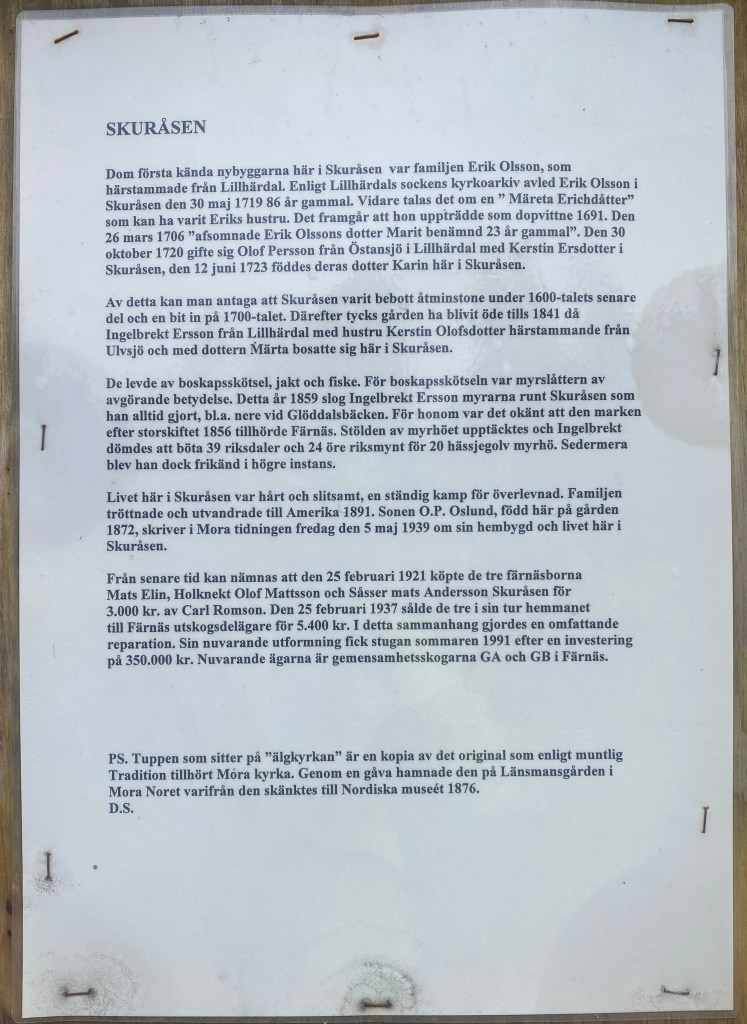 SKURÅSEN
Dom första kända nybyggarna här i Skuråsen var familjen Erik Olsson, som
härstammade från Lillhärdal. Enligt Lillhärdals sockens kyrkoarkiv avled Erik Olsson i
Skuråsen den 30 maj 1719 86 år gammal. Vidare talas det om en ” Märeta Erichdåtter”
som kan ha varit Eriks hustru. Det framgår att hon uppträdde som dopvittne 1691. Den
26 mars 1706 ”afsomnade Erik Olssons dotter Marit benämnd 23 år gammal”. Den 30
oktober 1720 gifte sig Olof Persson från Östansjö i Lillhärdal med Kerstin Ersdotter i
Skuråsen, den 12 juni 1723 föddes deras dotter Karin här i Skuråsen.
Av detta kan man antaga att Skuråsen varit bebott åtminstone under 1600-talets senare
del och en bit in på 1700-talet. Därefter tycks gården ha blivit öde tills 1841 då
Ingelbrekt Ersson från Lillhärdal med hustru Kerstin Olofsdotter härstammande från
Ulvsjö och med dottern Märta bosatte sig här i Skuråsen.
De levde av boskapsskötsel, jakt och fiske. För boskapsskötseln var myrslåttern av
avgörande betydelse. Detta år 1859 slog Ingelbrekt Ersson myrarna runt Skuråsen som
han alltid gjort, bl.a. nere vid Glöddalsbäcken. För honom var det okänt att den marken
efter storskiftet 1856 tillhörde Färnäs. Stölden av myrhöet upptäcktes och Ingelbrekt
dömdes att böta 39 riksdaler och 24 öre riksmynt för 20 hässjegolv myrhö. Sedermera
blev han dock frikänd i högre instans.
Livet här i Skuråsen var hårt och slitsamt, en ständig kamp för överlevnad. Familjen
tröttnade och utvandrade till Amerika 1891. Sonen O.P. Oslund, född här på gården
1872, skriver i Mora tidningen fredag den 5 maj 1939 om sin hembygd och livet här i
Skuråsen.
Från senare tid kan nämnas att den 25 februari 1921 köpte de tre färnäsborna
Mats Elin, Holknekt Olof Mattsson och Såsser mats Andersson Skuråsen för
3.000 kr. av Carl Romson. Den 25 februari 1937 sålde de tre i sin tur hemmanet
till Färnäs utskogsdelägare för 5.400 kr. I detta sammanhang gjordes en omfattande
reparation. Sin nuvarande utformning fick stugan sommaren 1991 efter en investering
på 350.000 kr. Nuvarande ägarna är gemensamhetsskogarna GA och GB i Färnäs.
PS. Tuppen som sitter på ”älgkyrkan” är en kopia av det original som enligt muntlig
Tradition tillhört Mora kyrka. Genom en gåva hamnade den på Länsmansgården i
Mora Noret varifrån den skänktes till Nordiska museét 1876.
D.S.